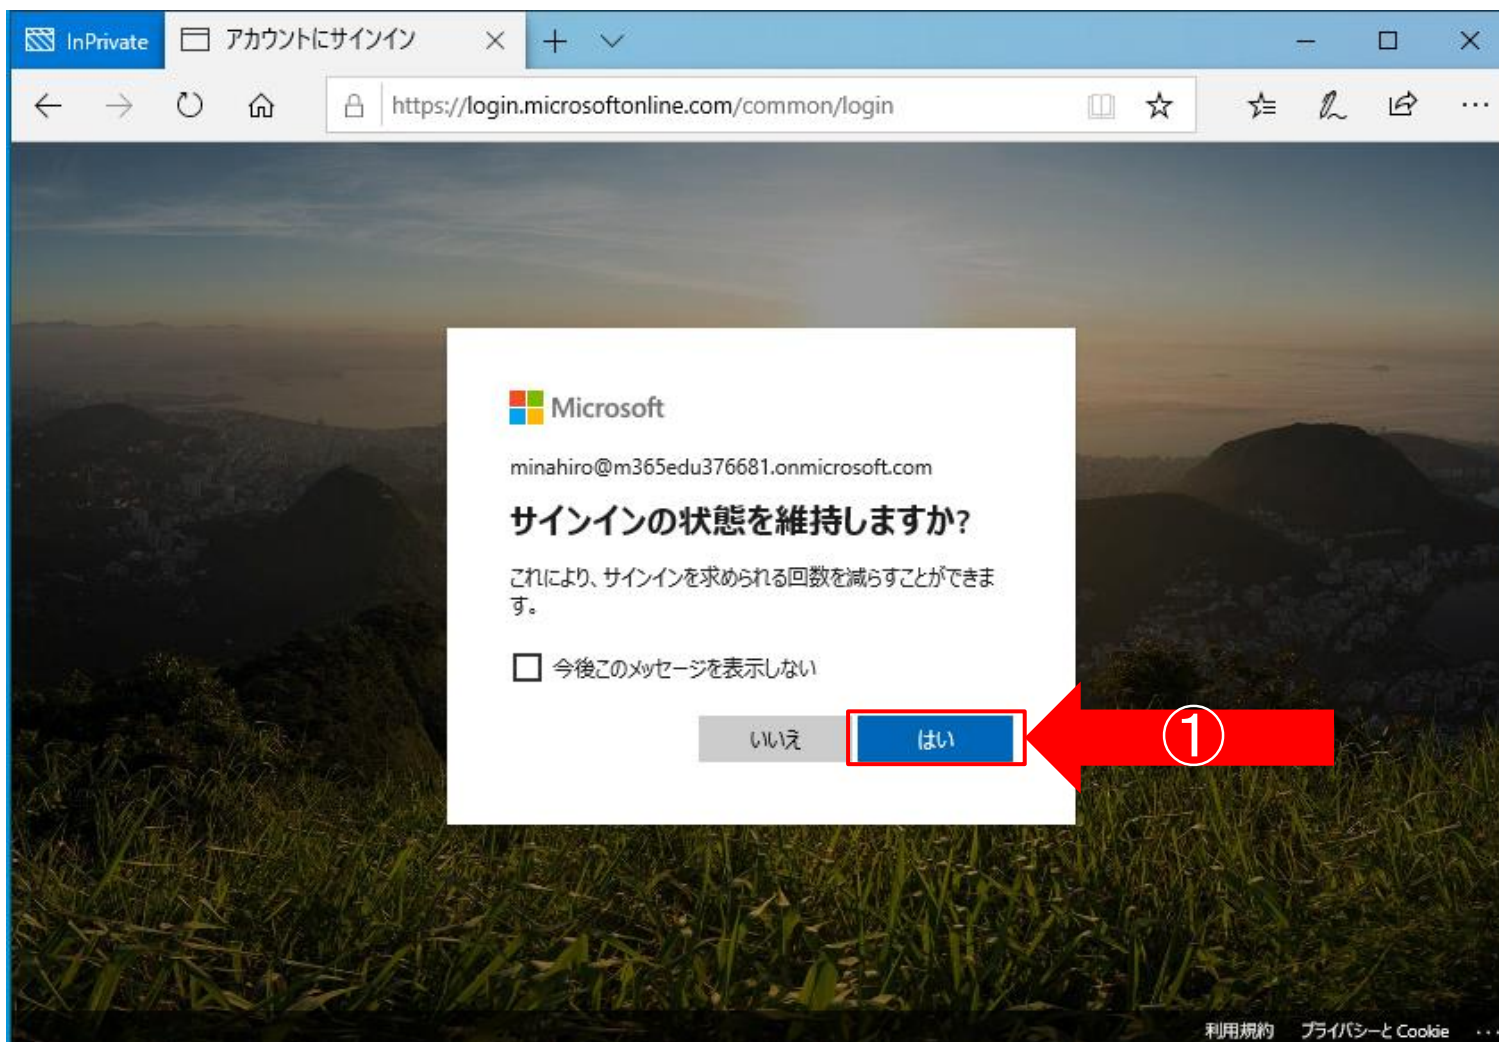 InPrivate
アカウントにサインイン
https://login.microsoftonline.com/common/login
Microsoft
minahiro@m365edu376681.onmicrosoft.com
サインインの状態を維持しますか?
これにより、サインインを求められる回数を減らすことができま
す。
今後このメッセージを表示しない
いいえ
はい
①
利用規約
プライバシーと Cookie